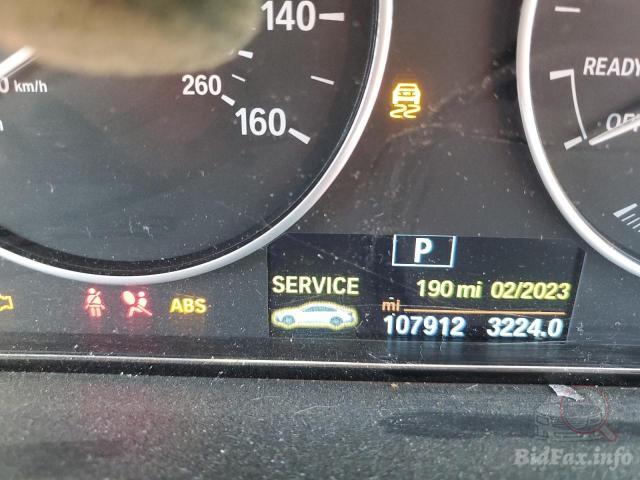 140
0 km/h
260
160
READY
P
SERVICE
190 mi 02/2023
mi
107912 3224.0
ABS
BidFax.info